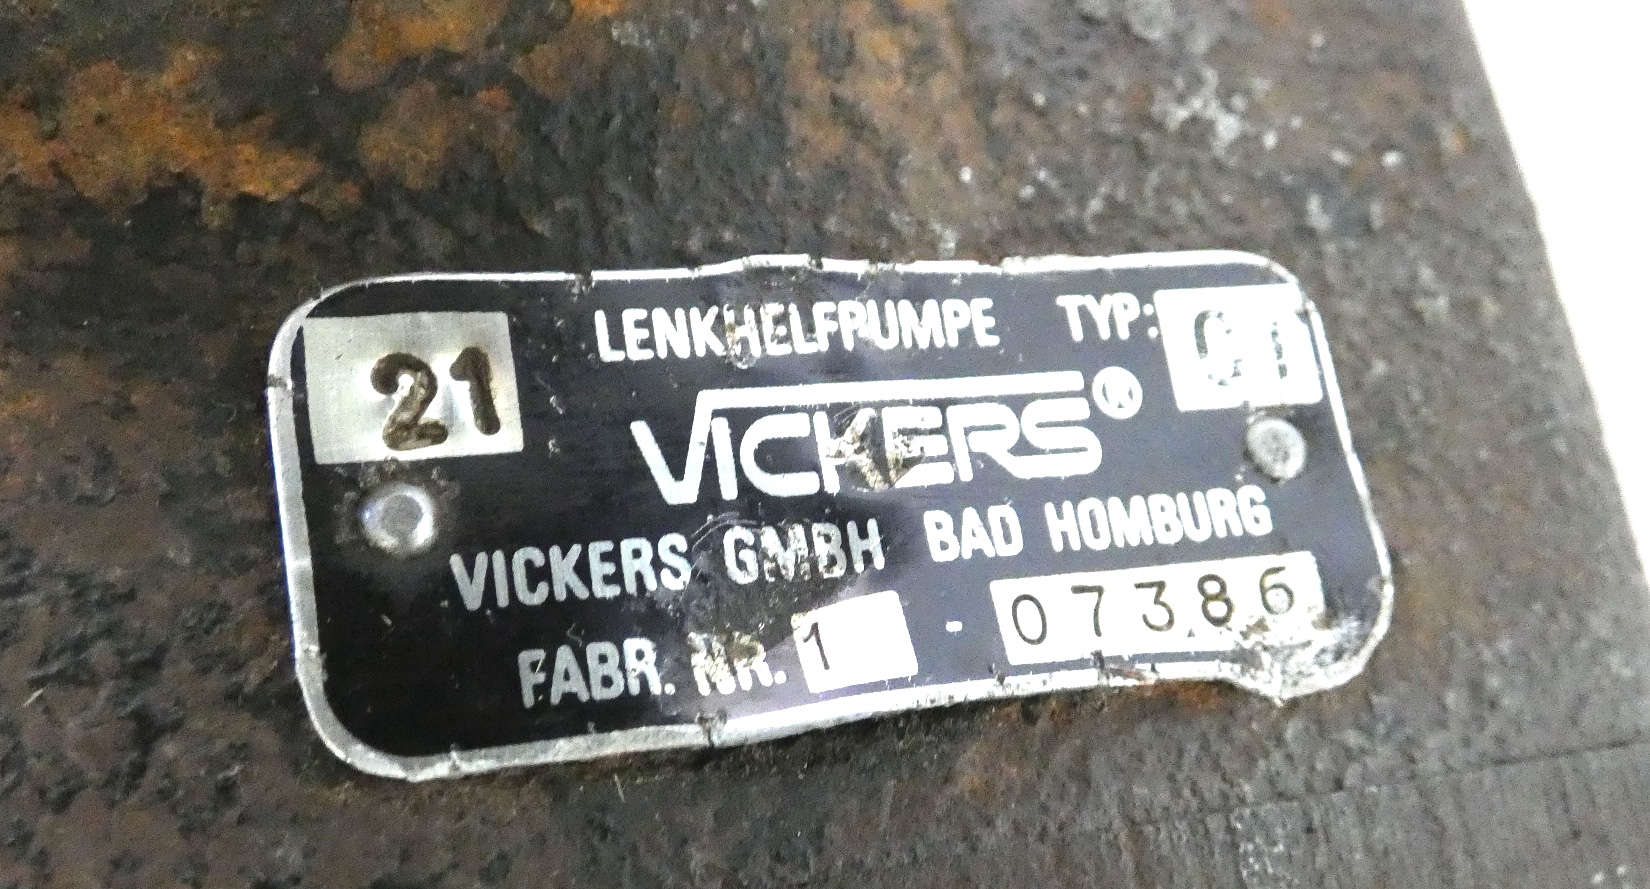 21 LENKHELFPUMPE TYP:
VICKERS®
VICKERS GMBH BAD HOMBURG
FABR. NR. 1 - 07386